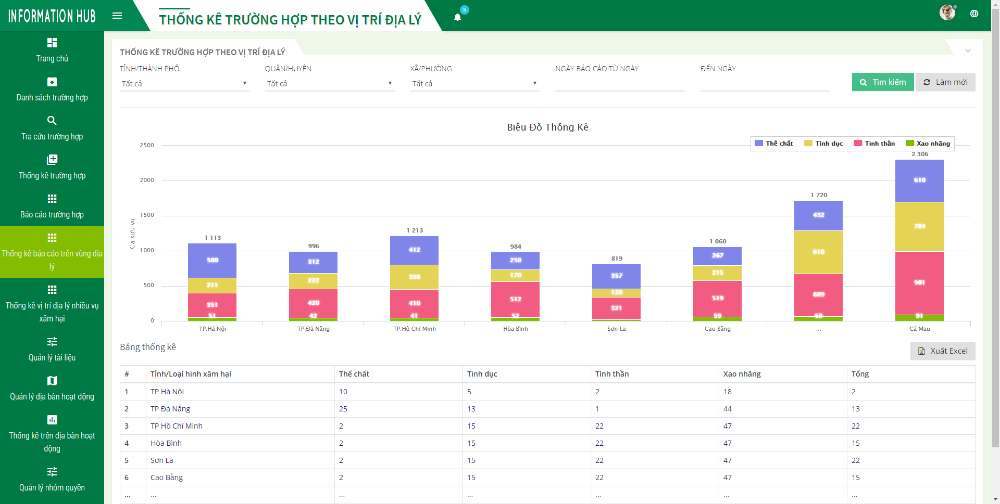 INFORMATION HUB
THỐNG KÊ TRƯỜNG HỢP THEO VỊ TRÍ ĐỊA LÝ
5
Trang chủ
Danh sách trường hợp
Tra cứu trường hợp
Thống kê trường hợp
Báo cáo trường hợp
Thống kê báo cáo trên vùng địa
lý
Thống kê vị trí địa lý nhiều vụ
xâm hại
Quản lý tài liệu
Quản lý địa bàn hoạt động
Thống kê trên địa bàn hoạt
động
Quản lý nhóm quyền
THỐNG KÊ TRƯỜNG HỢP THEO VỊ TRÍ ĐỊA LÝ
TỈNH/THÀNH PHỐ QUẬN/HUYỆN XÃ/PHƯỜNG NGÀY BÁO CÁO TỪ NGÀY ĐẾN NGÀY
Tất cả Tất cả Tất cả Tìm kiếm Làm mới
Biểu Đồ Thống Kê
Thể chất Tình dục Tinh thần Xao nhãng
Ca sựu vụ
2500
2000
1500
1000
500
0
1 113
500
211
351
51
996
312
222
420
42
1 213
412
350
410
41
984
250
170
512
52
819
357
120
321
1 060
267
215
519
59
1 720
432
610
609
69
2 306
610
704
901
91
TP.Hà Nội TP.Đà Nẵng TP.Hồ Chí Minh Hòa Bình Sơn La Cao Bằng ... Cà Mau
Bảng thống kê
Xuất Excel
# Tỉnh/Loại hình xâm hại Thể chất Tình dục Tinh thần Xao nhãng Tổng
1 TP Hà Nội 10 5 2 18 2
2 TP Đà Nẵng 25 13 1 44 13
3 TP Hồ Chí Minh 2 15 22 47 22
4 Hòa Bình 2 15 22 47 15
5 Sơn La 2 15 22 47 22
6 Cao Bằng 2 15 22 47 15
... ... ... ... ... ... ...